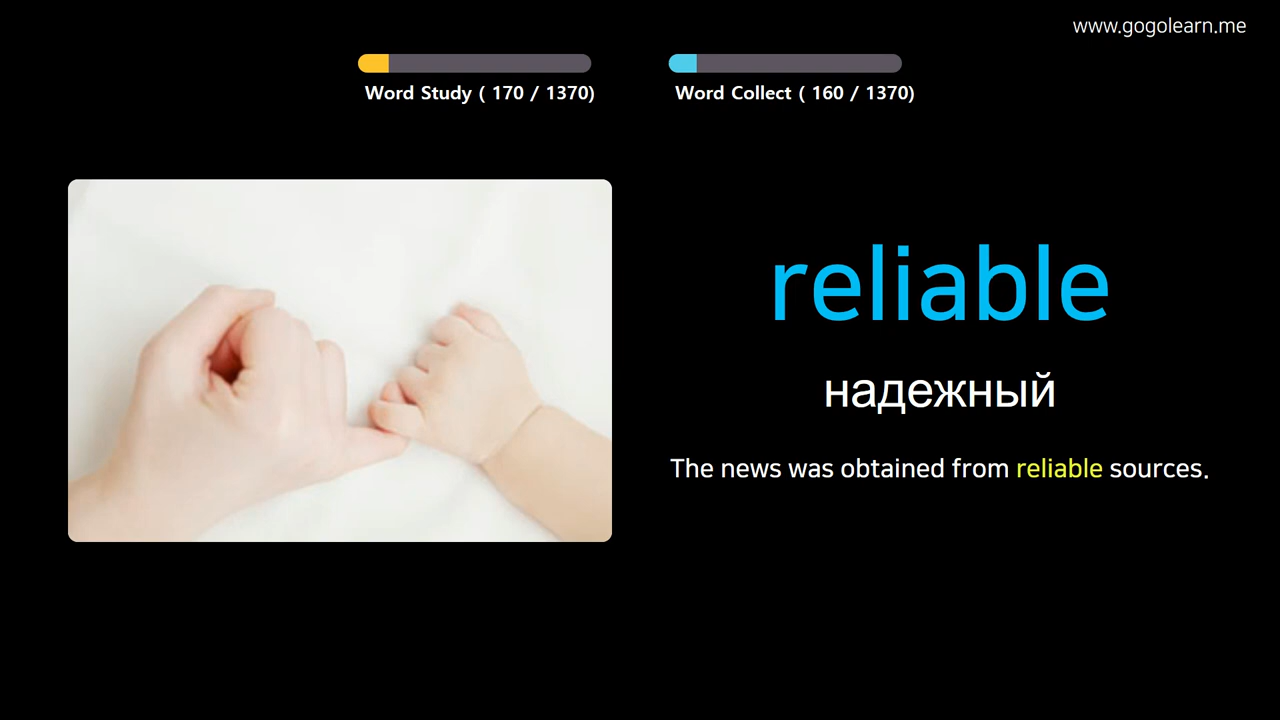 www.gogolearn.me
Word Study ( 170 / 1370)
Word Collect ( 160 / 1370)
reliable
надежный
The news was obtained from reliable sources.